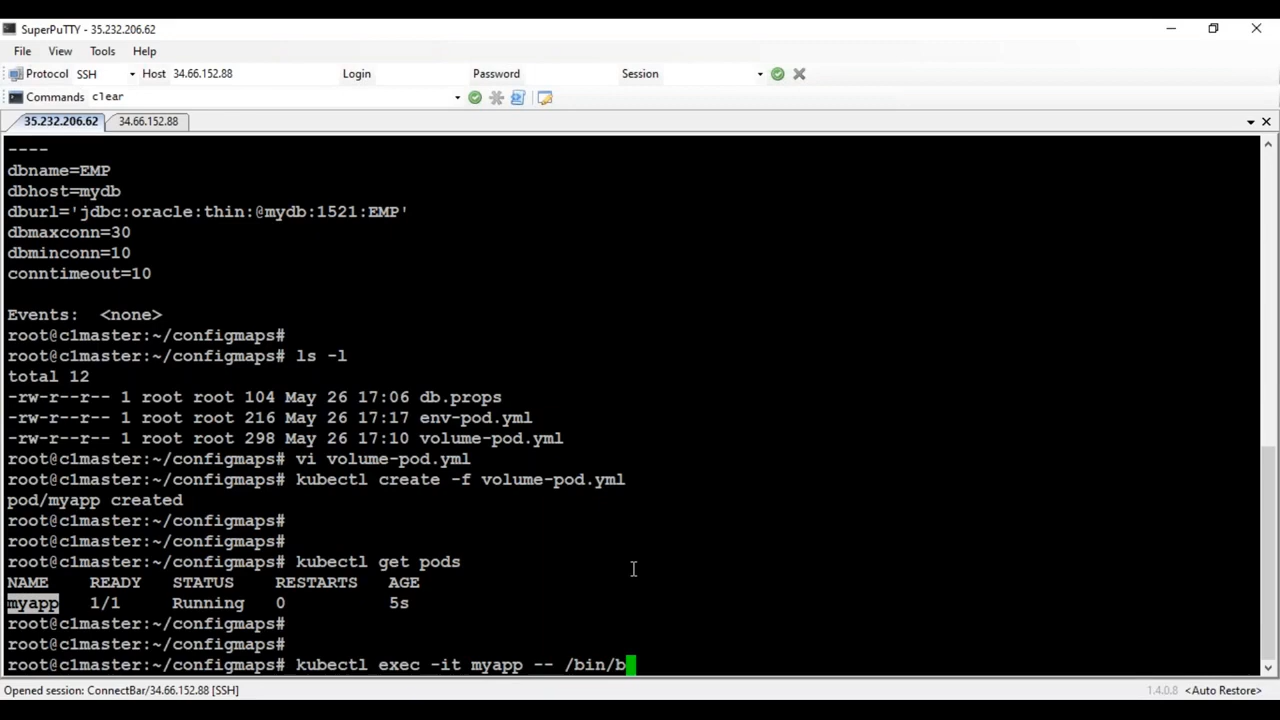 SuperPuTTY - 35.232.206.62
File View Tools Help
Protocol SSH Host 34.66.152.88 Login Password Session
Commands clear
35.232.206.62 34.66.152.88
----
dbname=EMP
dbhost=mydb
dburl='jdbc:oracle:thin:@mydb:1521:EMP'
dbmaxconn=30
dbminconn=10
conntimeout=10
Events: <none>
root@c1master:~/configmaps#
root@c1master:~/configmaps# ls -l
total 12
-rw-r--r-- 1 root root 104 May 26 17:06 db.props
-rw-r--r-- 1 root root 216 May 26 17:17 env-pod.yml
-rw-r--r-- 1 root root 298 May 26 17:10 volume-pod.yml
root@c1master:~/configmaps# vi volume-pod.yml
root@c1master:~/configmaps# kubectl create -f volume-pod.yml
pod/myapp created
root@c1master:~/configmaps#
root@c1master:~/configmaps#
root@c1master:~/configmaps# kubectl get pods
NAME READY STATUS RESTARTS AGE
myapp 1/1 Running 0 5s
root@c1master:~/configmaps#
root@c1master:~/configmaps#
root@c1master:~/configmaps# kubectl exec -it myapp -- /bin/b
Opened session: ConnectBar/34.66.152.88 [SSH] 1.4.0.8 <Auto Restore>